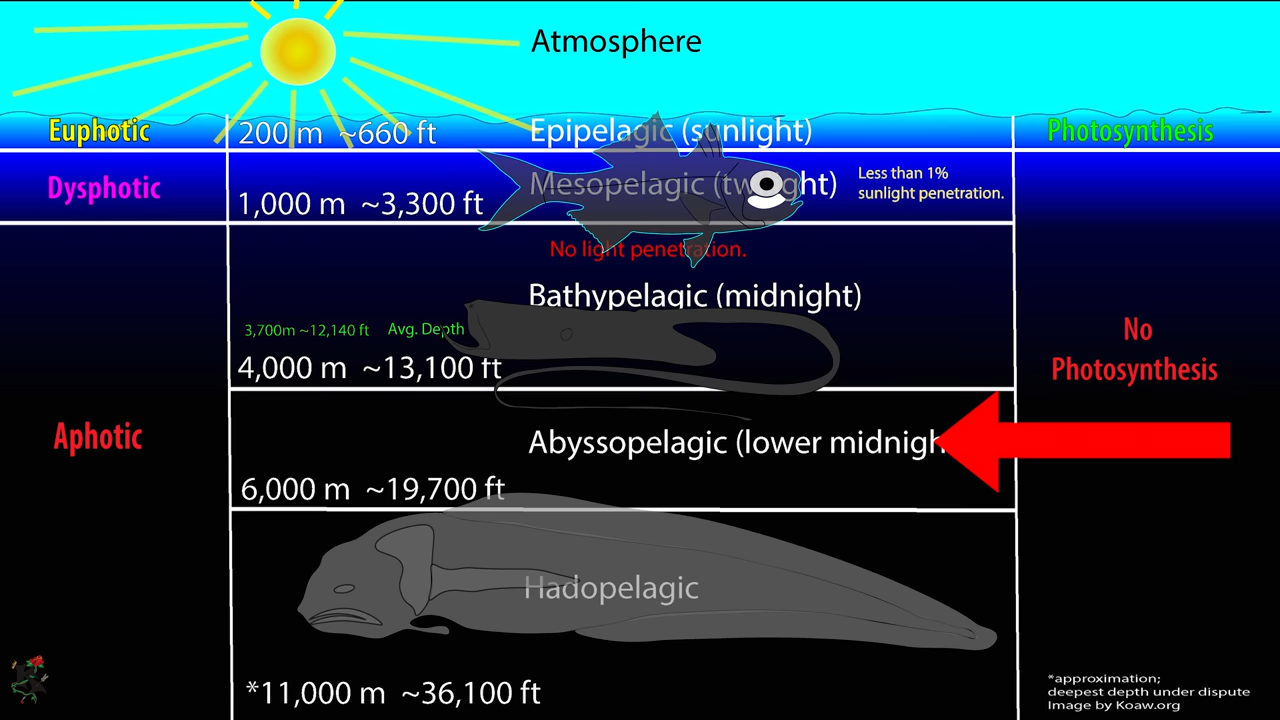 Atmosphere
Euphotic
200 m ~660 ft
Epipelagic (sunlight)
Photosynthesis
Dysphotic
1,000 m ~3,300 ft
Mesopelagic (twilight)
Less than 1%
sunlight penetration.
No light penetration.
Bathypelagic (midnight)
3,700m ~12,140 ft Avg. Depth
4,000 m ~13,100 ft
No
Photosynthesis
Aphotic
Abyssopelagic (lower midnigh
6,000 m ~19,700 ft
Hadopelagic
*11,000 m ~36,100 ft
*approximation;
deepest depth under dispute
Image by Koaw.org